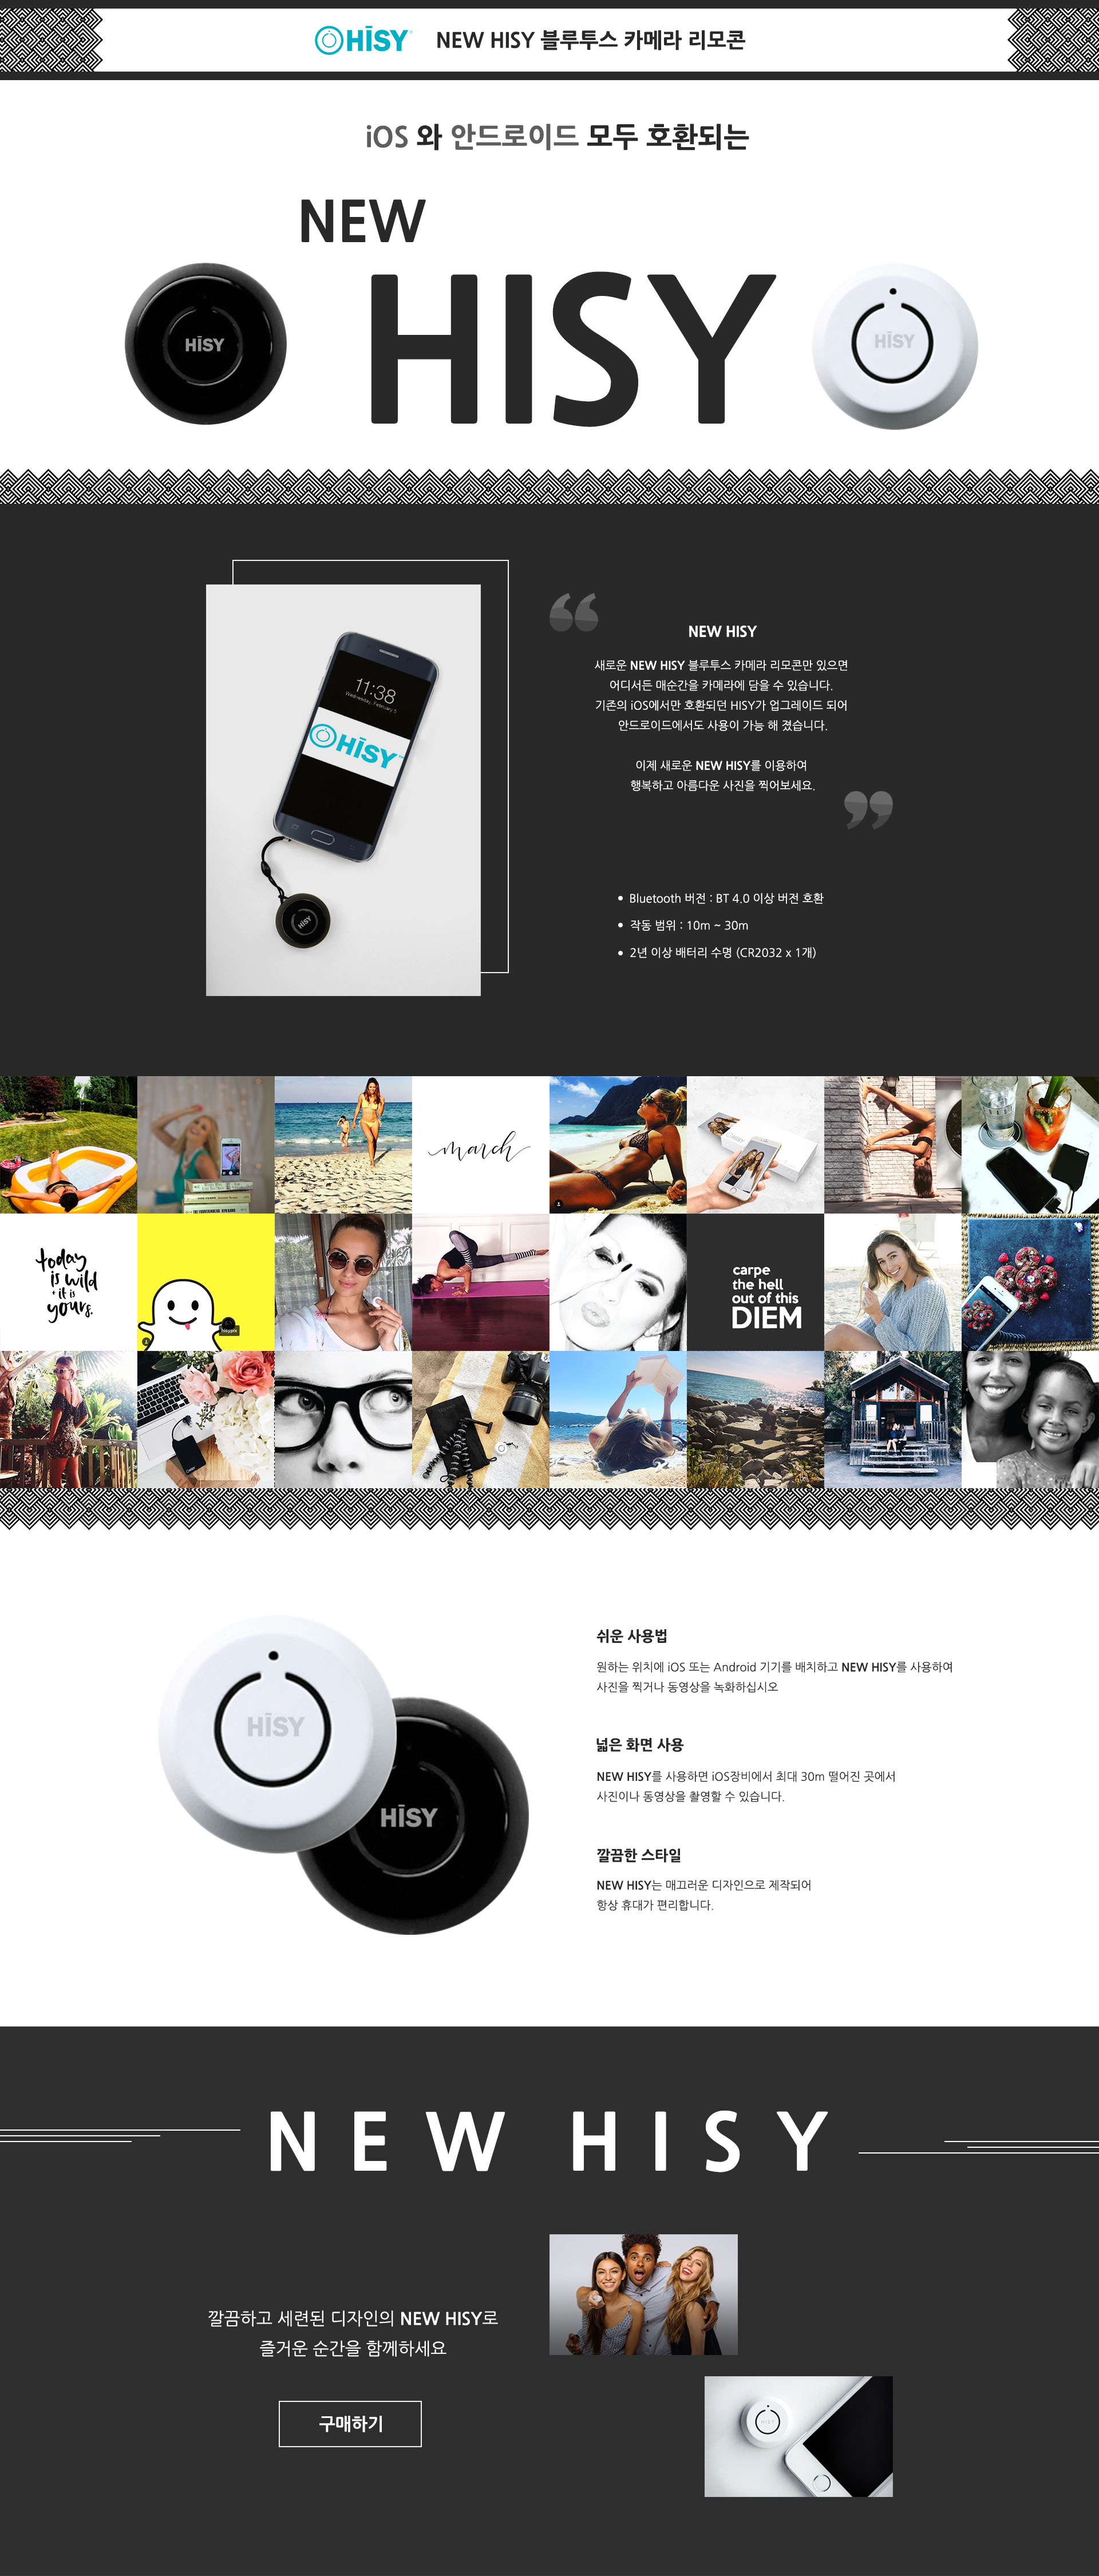 HiSY NEW HISY 블루투스 카메라 리모콘
iOS 와 안드로이드 모두 호환되는
NEW
HISY
HiSY
HiSY
NEW HISY
새로운 NEW HISY 블루투스 카메라 리모콘만 있으면
어디서든 매순간을 카메라에 담을 수 있습니다.
기존의 iOS에서만 호환되던 HISY가 업그레이드 되어
안드로이드에서도 사용이 가능 해 졌습니다.
이제 새로운 NEW HISY를 이용하여
행복하고 아름다운 사진을 찍어보세요.
11:38
Wednesday, February 5
HiSY
HiSY
• Bluetooth 버전 : BT 4.0 이상 버전 호환
• 작동 범위 : 10m ~ 30m
• 2년 이상 배터리 수명 (CR2032 x 1개)
march
today
is wild
+ it is
yours.
carpe
the hell
out of this
DIEM
HiSY
HiSY
쉬운 사용법
원하는 위치에 iOS 또는 Android 기기를 배치하고 NEW HISY를 사용하여
사진을 찍거나 동영상을 녹화하십시오
넓은 화면 사용
NEW HISY를 사용하면 iOS장비에서 최대 30m 떨어진 곳에서
사진이나 동영상을 촬영할 수 있습니다.
깔끔한 스타일
NEW HISY는 매끄러운 디자인으로 제작되어
항상 휴대가 편리합니다.
NEW HISY
깔끔하고 세련된 디자인의 NEW HISY로
즐거운 순간을 함께하세요
구매하기